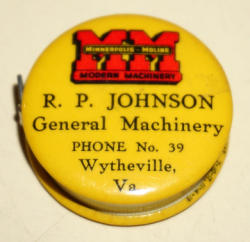 MM
MINNEAPOLIS-MOLINE
MODERN MACHINERY
R. P. JOHNSON
General Machinery
PHONE No. 39
Wytheville,
Va.